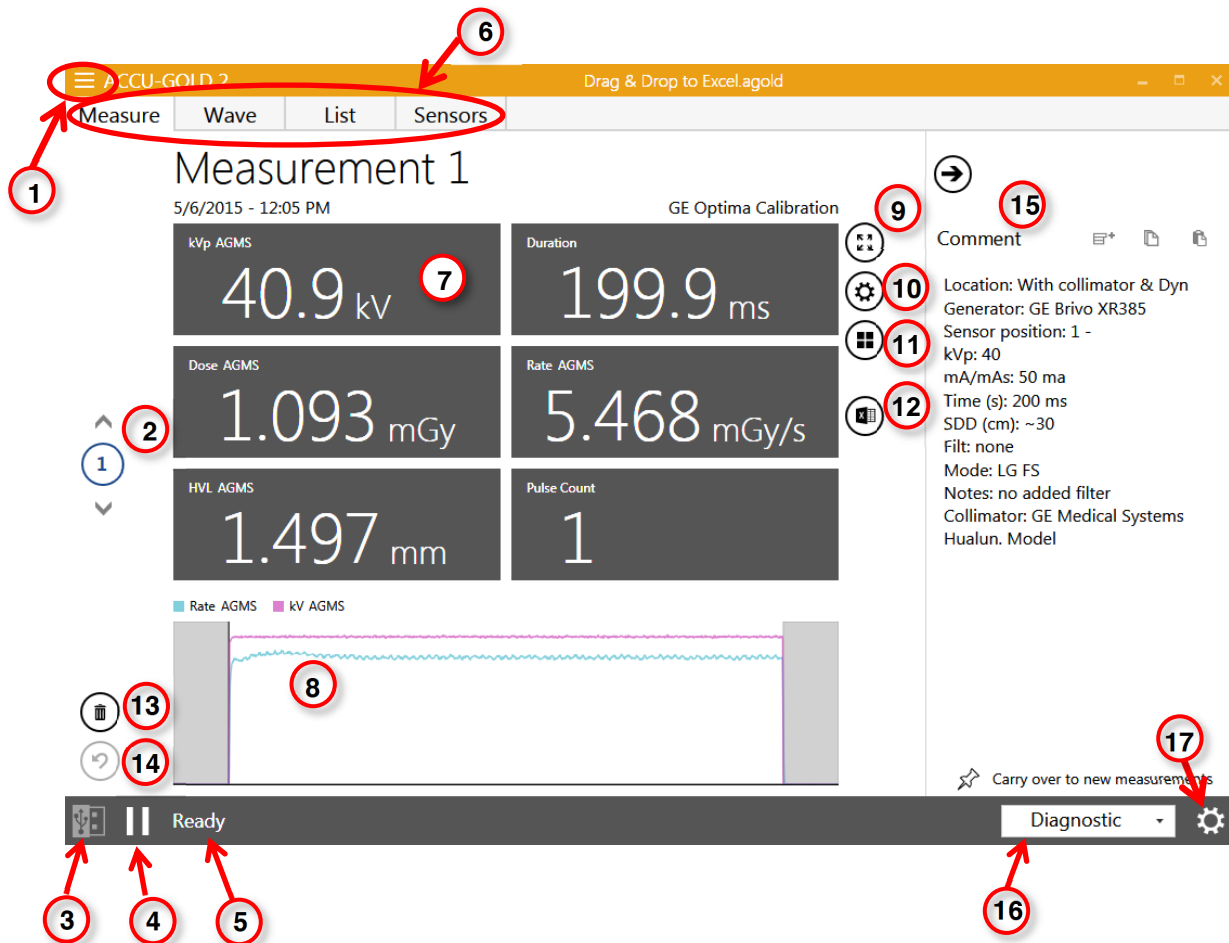 6
ACCU-GOLD 2
Drag & Drop to Excel.agold
Measure Wave List Sensors
1
Measurement 1
5/6/2015 - 12:05 PM
GE Optima Calibration
kVp AGMS
40.9 kV
7
Duration
199.9 ms
Dose AGMS
1.093 mGy
Rate AGMS
5.468 mGy/s
HVL AGMS
1.497 mm
Pulse Count
1
2
1
9
10
11
12
15
Comment
Location: With collimator & Dyn
Generator: GE Brivo XR385
Sensor position: 1 -
kVp: 40
mA/mAs: 50 ma
Time (s): 200 ms
SDD (cm): ~30
Filt: none
Mode: LG FS
Notes: no added filter
Collimator: GE Medical Systems
Hualun. Model
Rate AGMS kV AGMS
8
13
14
17
Carry over to new measurements
Ready
Diagnostic
3
4
5
16